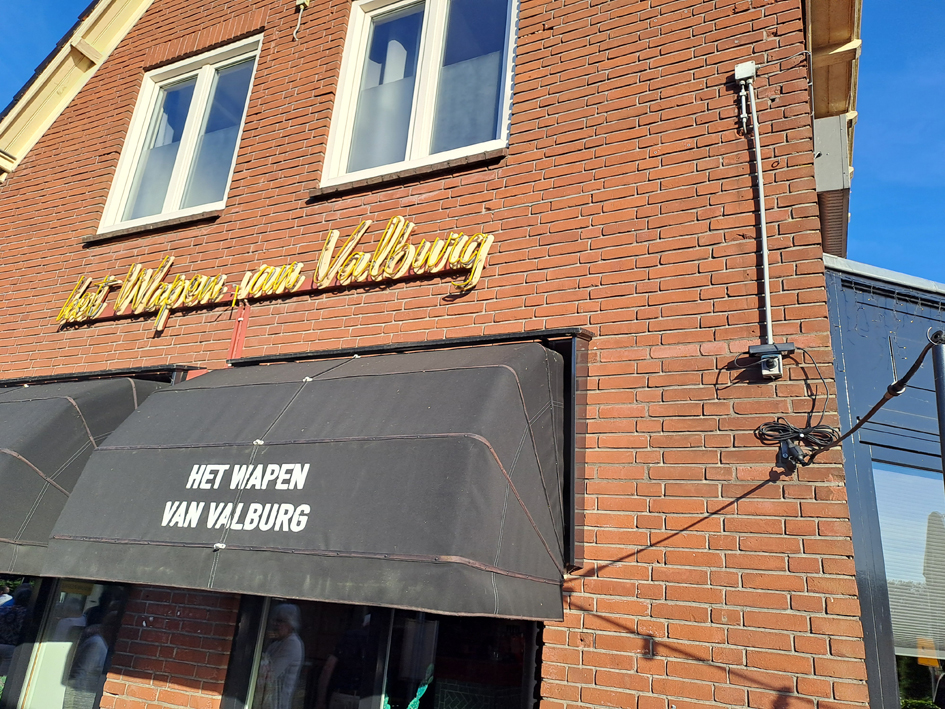 Het Wapen van Valburg
HET WAPEN
VAN VALBURG